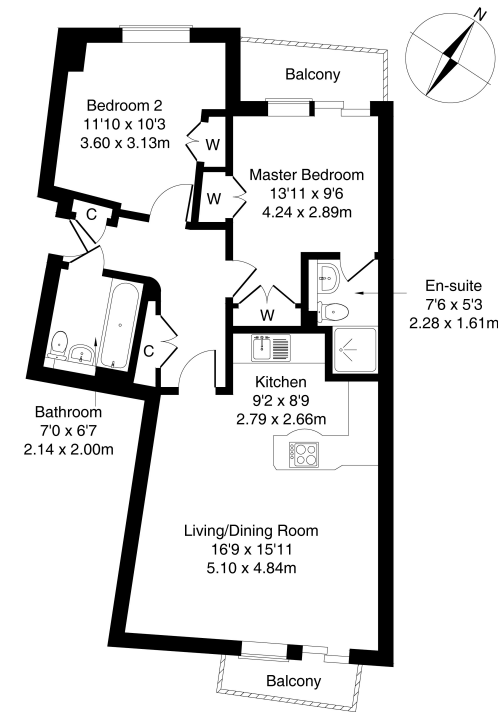 N
Balcony
Bedroom 2
11'10 x 10'3
3.60 x 3.13m
W
W
Master Bedroom
13'11 x 9'6
4.24 x 2.89m
C
En-suite
7'6 x 5'3
2.28 x 1.61m
W
C
Kitchen
9'2 x 8'9
2.79 x 2.66m
Bathroom
7'0 x 6'7
2.14 x 2.00m
Living/Dining Room
16'9 x 15'11
5.10 x 4.84m
Balcony